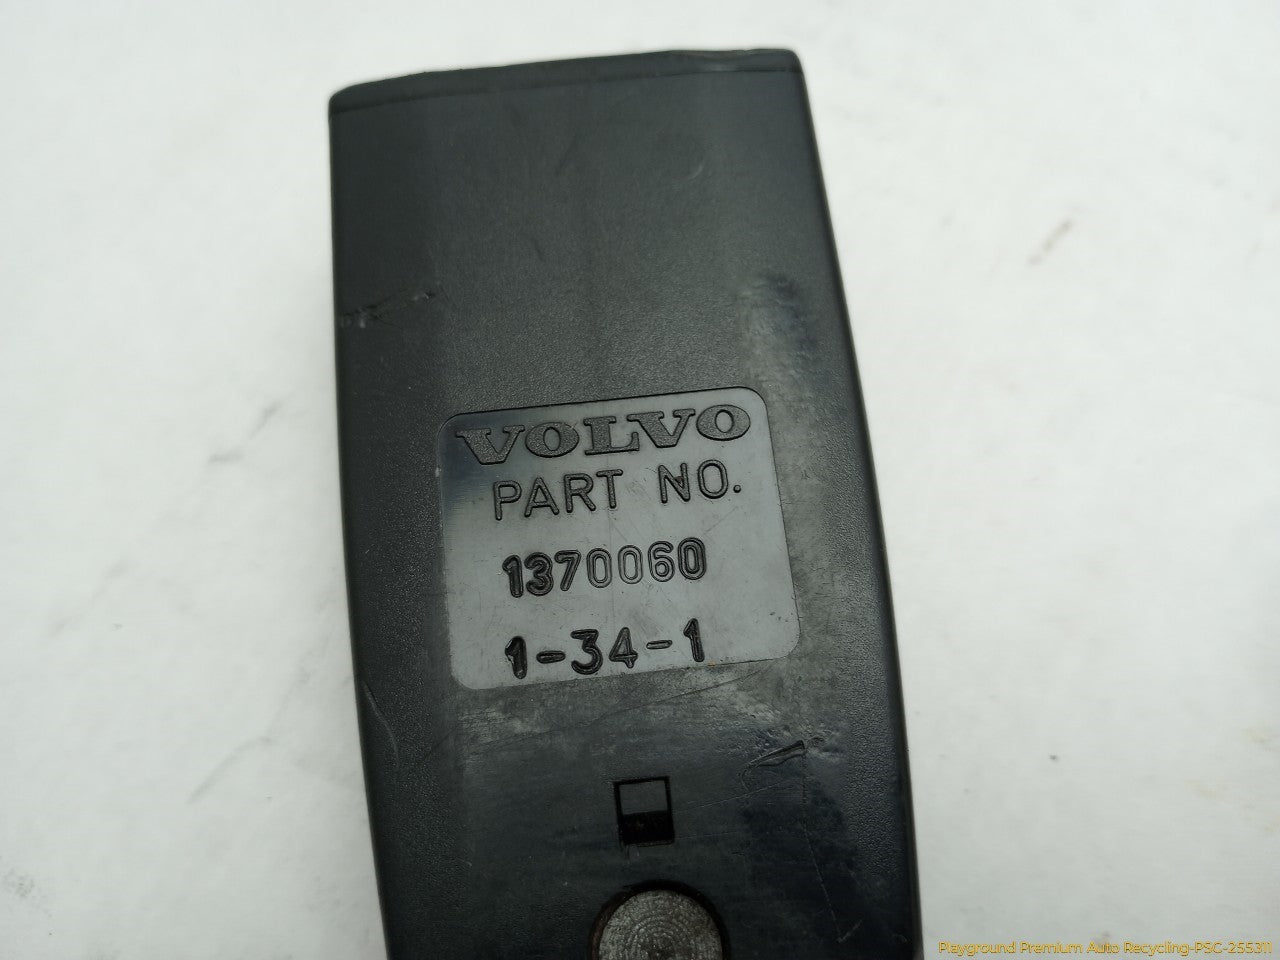 VOLVO
PART NO.
1370060
1-34-1
Playground Premium Auto Recycling-PSC-255311